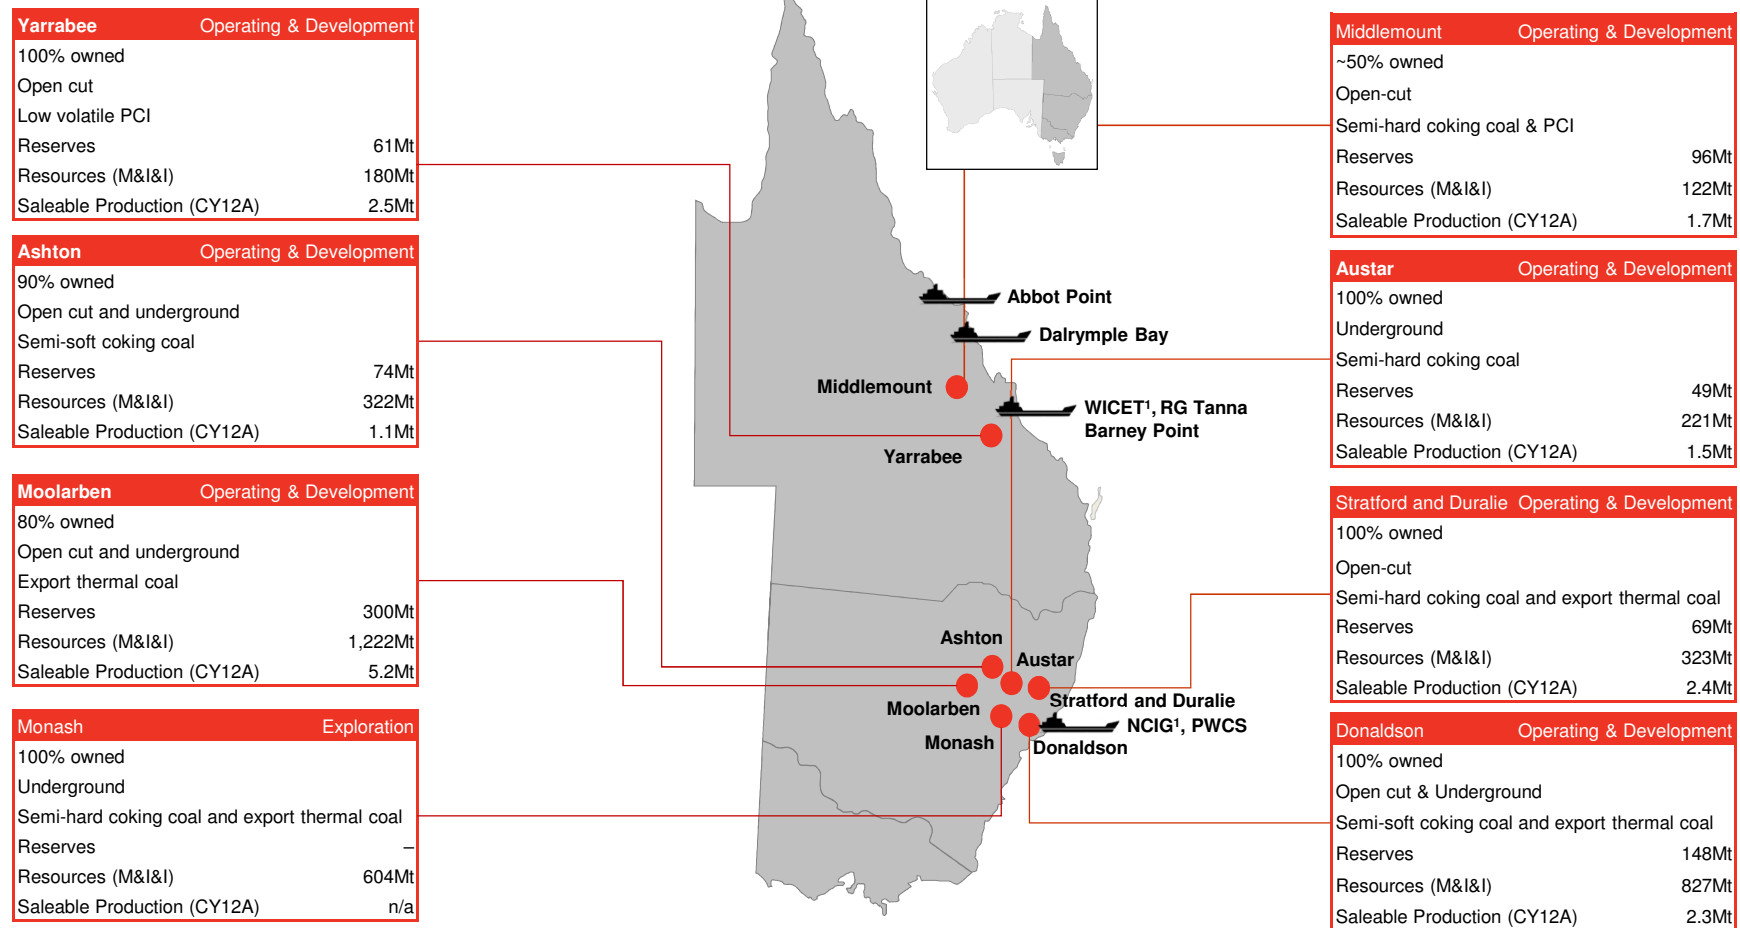 Yarrabee Operating & Development
100% owned
Open cut
Low volatile PCI
Reserves 61Mt
Resources (M&I&I) 180Mt
Saleable Production (CY12A) 2.5Mt
Ashton Operating & Development
90% owned
Open cut and underground
Semi-soft coking coal
Reserves 74Mt
Resources (M&I&I) 322Mt
Saleable Production (CY12A) 1.1Mt
Moolarben Operating & Development
80% owned
Open cut and underground
Export thermal coal
Reserves 300Mt
Resources (M&I&I) 1,222Mt
Saleable Production (CY12A) 5.2Mt
Monash Exploration
100% owned
Underground
Semi-hard coking coal and export thermal coal
Reserves –
Resources (M&I&I) 604Mt
Saleable Production (CY12A) n/a
Abbot Point
Dalrymple Bay
Middlemount
WICET¹, RG Tanna
Barney Point
Yarrabee
Ashton
Austar
Stratford and Duralie
Moolarben
NCIG¹, PWCS
Monash
Donaldson
Middlemount Operating & Development
~50% owned
Open-cut
Semi-hard coking coal & PCI
Reserves 96Mt
Resources (M&I&I) 122Mt
Saleable Production (CY12A) 1.7Mt
Austar Operating & Development
100% owned
Underground
Semi-hard coking coal
Reserves 49Mt
Resources (M&I&I) 221Mt
Saleable Production (CY12A) 1.5Mt
Stratford and Duralie Operating & Development
100% owned
Open-cut
Semi-hard coking coal and export thermal coal
Reserves 69Mt
Resources (M&I&I) 323Mt
Saleable Production (CY12A) 2.4Mt
Donaldson Operating & Development
100% owned
Open cut & Underground
Semi-soft coking coal and export thermal coal
Reserves 148Mt
Resources (M&I&I) 827Mt
Saleable Production (CY12A) 2.3Mt